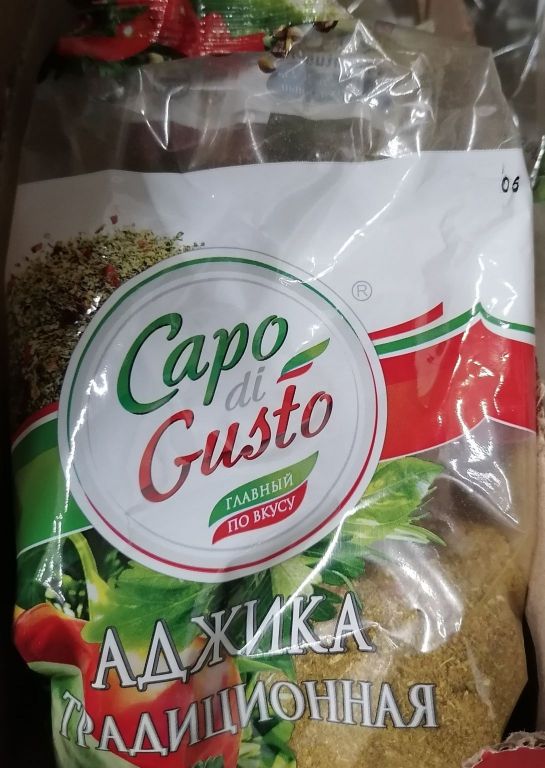 06
®
Capo
di
Gusto
ГЛАВНЫЙ
ПО ВКУСУ
АДЖИКА
ТРАДИЦИОННАЯ